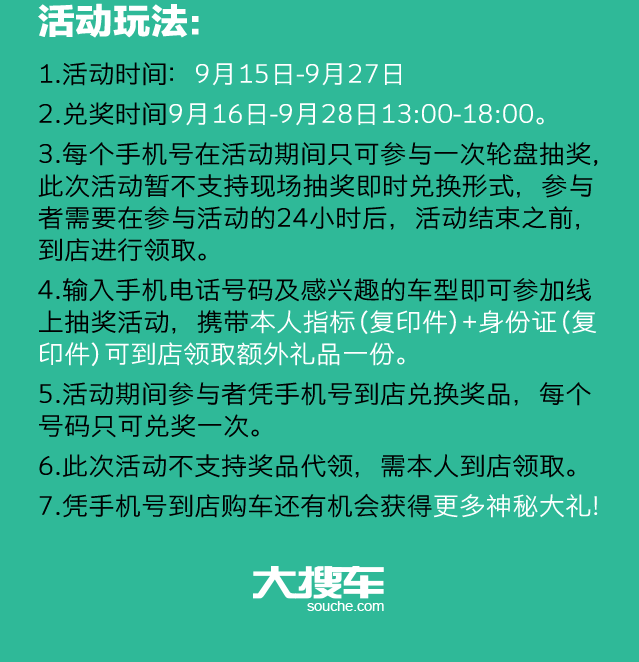 活动玩法:
1.活动时间: 9月15日-9月27日
2.兑奖时间9月16日-9月28日13:00-18:00。
3.每个手机号在活动期间只可参与一次轮盘抽奖,
此次活动暂不支持现场抽奖即时兑换形式, 参与
者需要在参与活动的24小时后, 活动结束之前,
到店进行领取。
4.输入手机电话号码及感兴趣的车型即可参加线
上抽奖活动, 携带本人指标(复印件)+身份证(复
印件)可到店领取额外礼品一份。
5.活动期间参与者凭手机号到店兑换奖品, 每个
号码只可兑奖一次。
6.此次活动不支持奖品代领, 需本人到店领取。
7.凭手机号到店购车还有机会获得更多神秘大礼!
大搜车
souche.com